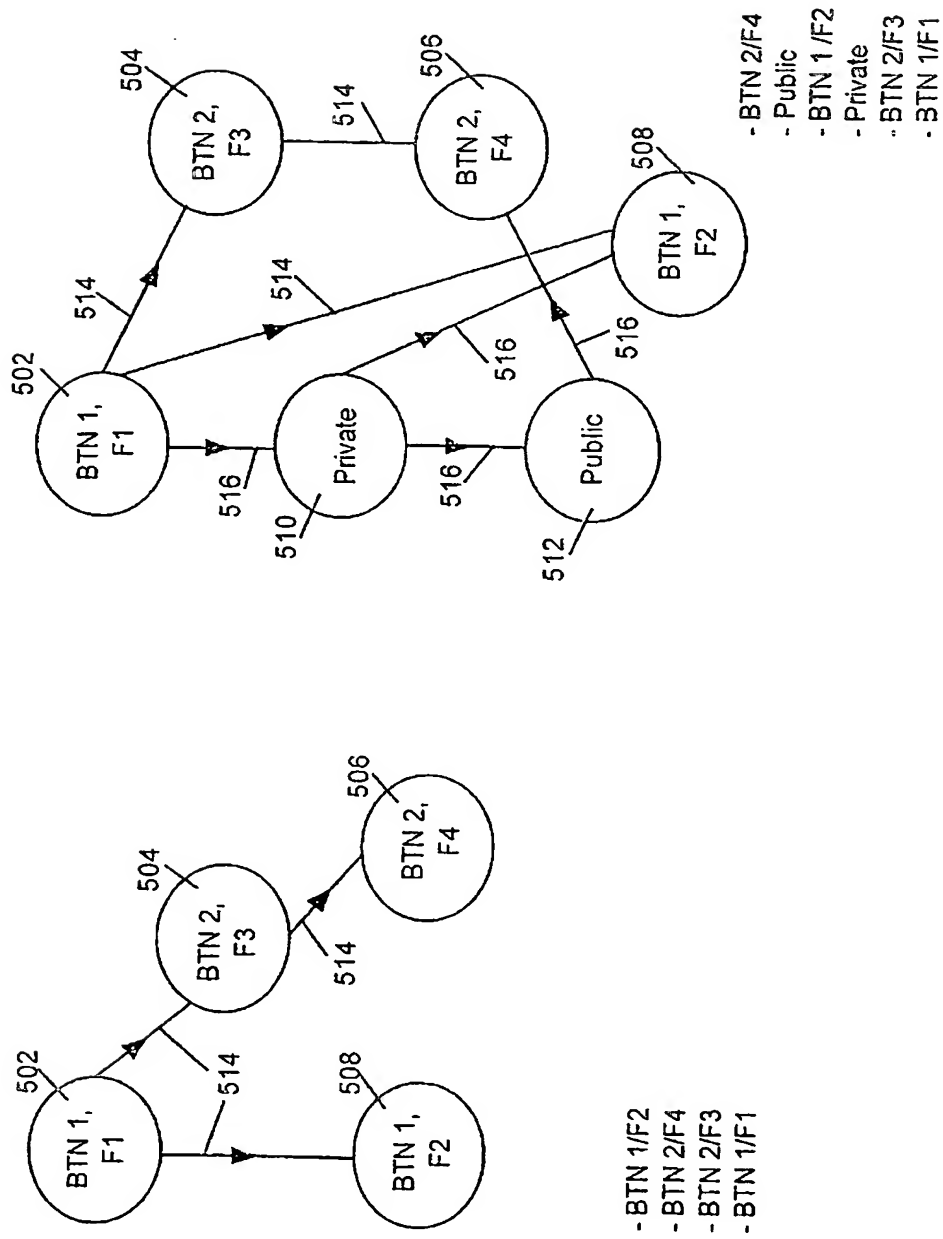 502
BTN 1,
F1
514
504
BTN 2,
F3
514
506
BTN 2,
F4
508
BTN 1,
F2
- BTN 1/F2
- BTN 2/F4
- BTN 2/F3
- BTN 1/F1
502
BTN 1,
F1
514
504
BTN 2,
F3
514
514
506
BTN 2,
F4
516
510
Private
516
516
516
508
BTN 1,
F2
512
Public
- BTN 2/F4
- Public
- BTN 1/F2
- Private
- BTN 2/F3
- BTN 1/F1